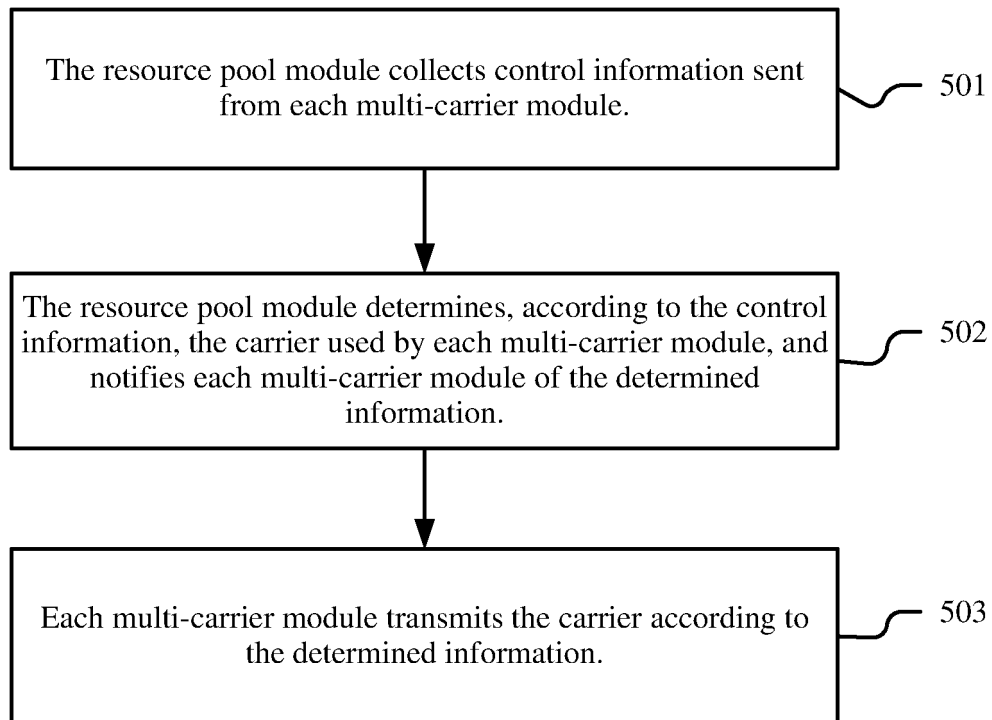 The resource pool module collects control information sent
from each multi-carrier module.
501
The resource pool module determines, according to the control
information, the carrier used by each multi-carrier module, and
notifies each multi-carrier module of the determined
information.
502
Each multi-carrier module transmits the carrier according to
the determined information.
503